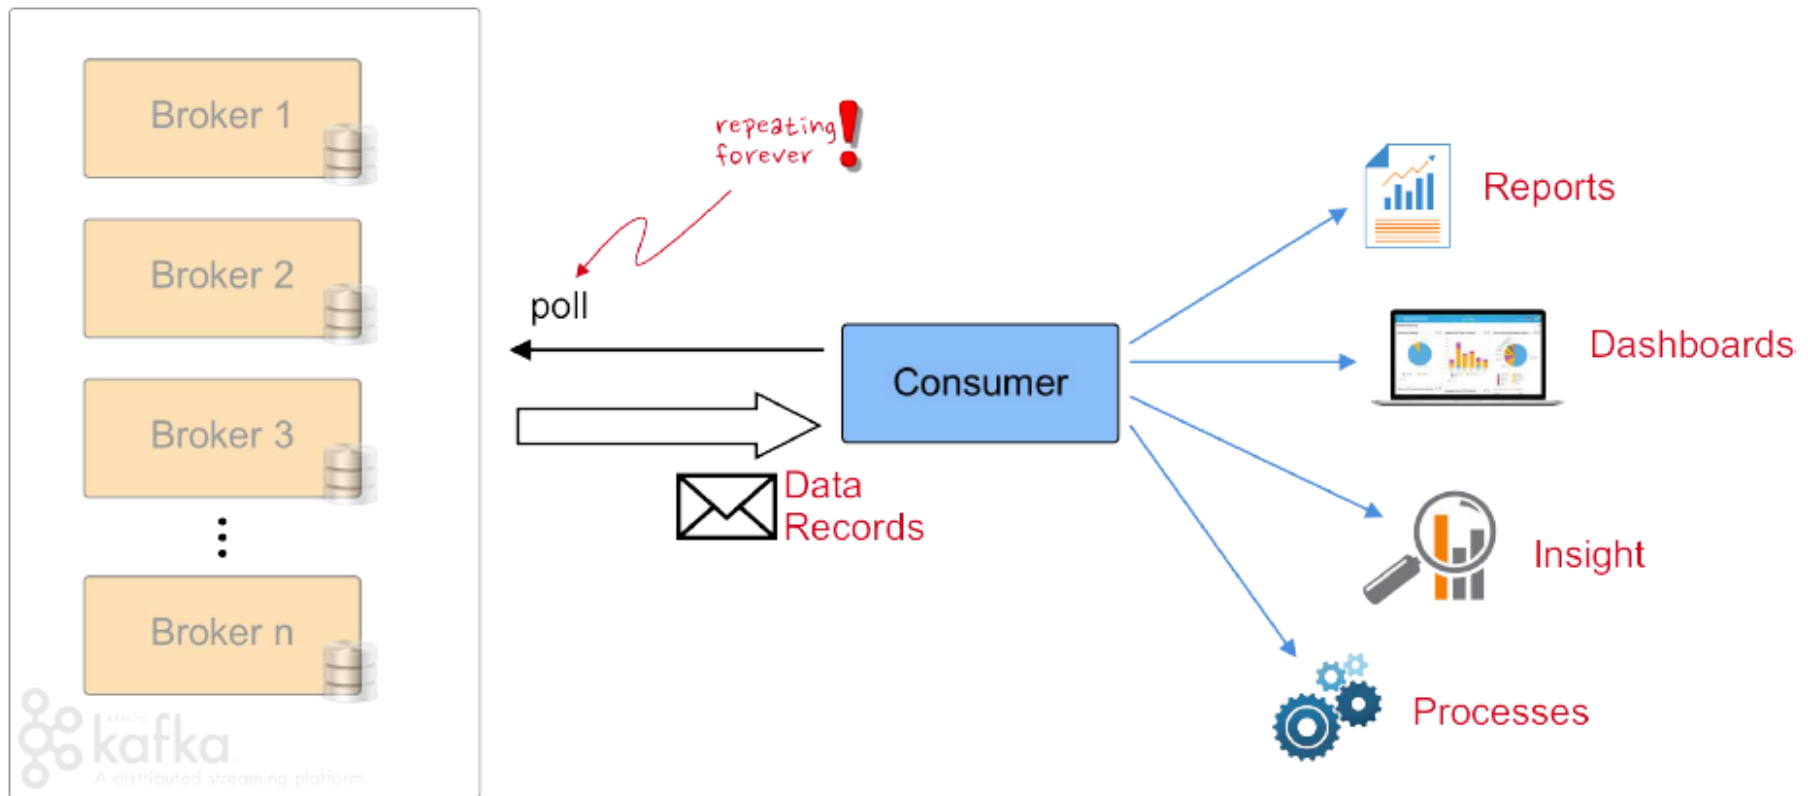 Broker 1
Broker 2
Broker 3
Broker n
APACHE
kafka
A distributed streaming platform
repeating
forever
poll
Data
Records
Consumer
Reports
Dashboards
Insight
Processes